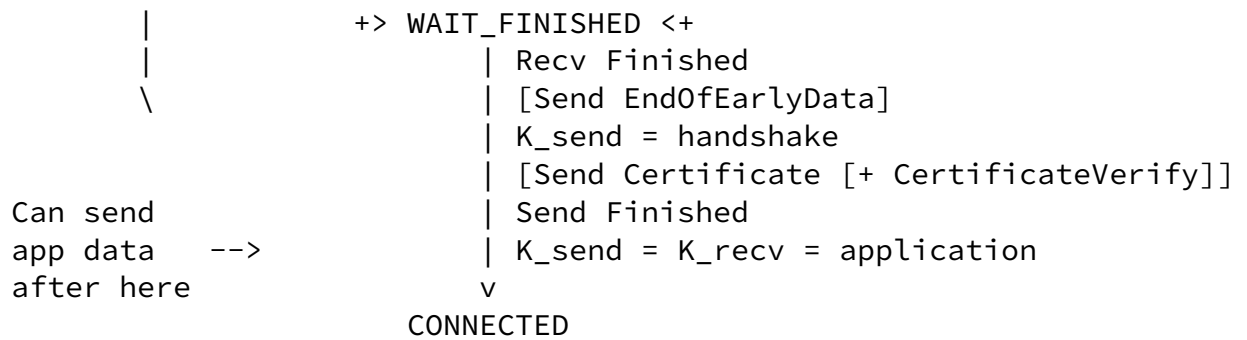 |                +> WAIT_FINISHED <+
|                       | Recv Finished
\                       | [Send EndOfEarlyData]
                        | K_send = handshake
                        | [Send Certificate [+ CertificateVerify]]
Can send                | Send Finished
app data   -->          | K_send = K_recv = application
after here              v
                     CONNECTED